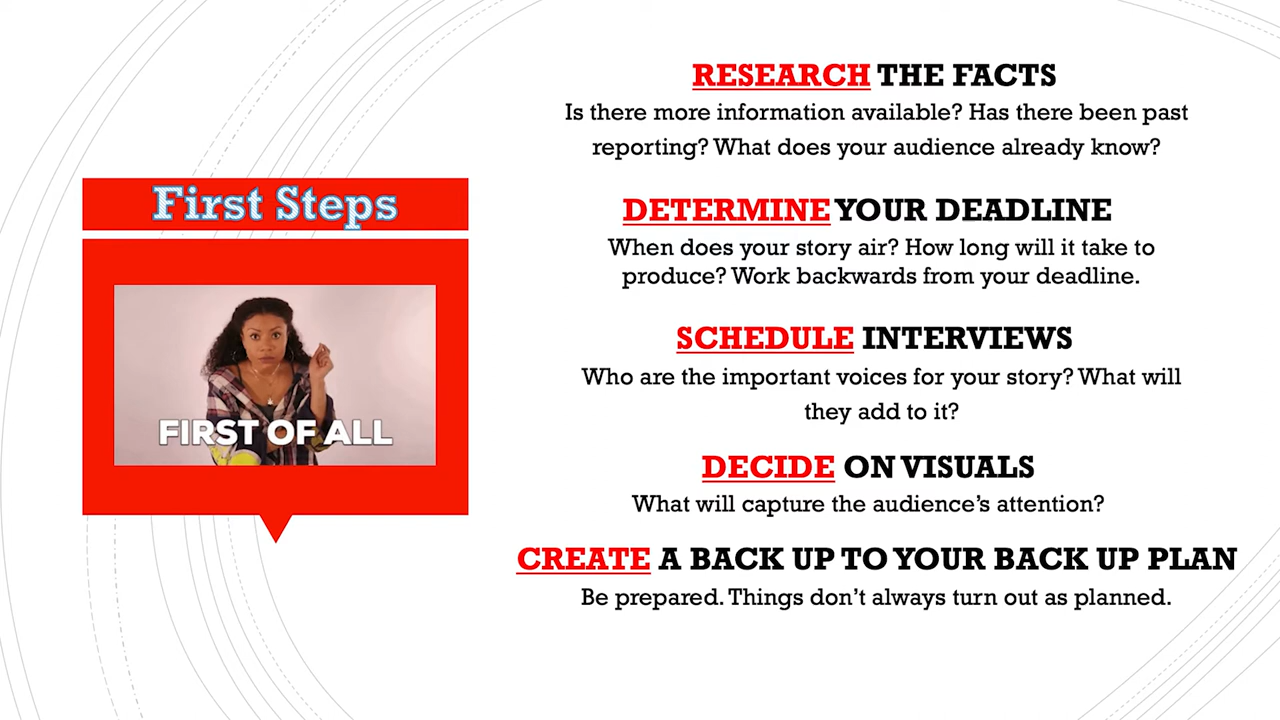 First Steps
FIRST OF ALL
RESEARCH THE FACTS
Is there more information available? Has there been past
reporting? What does your audience already know?
DETERMINE YOUR DEADLINE
When does your story air? How long will it take to
produce? Work backwards from your deadline.
SCHEDULE INTERVIEWS
Who are the important voices for your story? What will
they add to it?
DECIDE ON VISUALS
What will capture the audience’s attention?
CREATE A BACK UP TO YOUR BACK UP PLAN
Be prepared. Things don’t always turn out as planned.